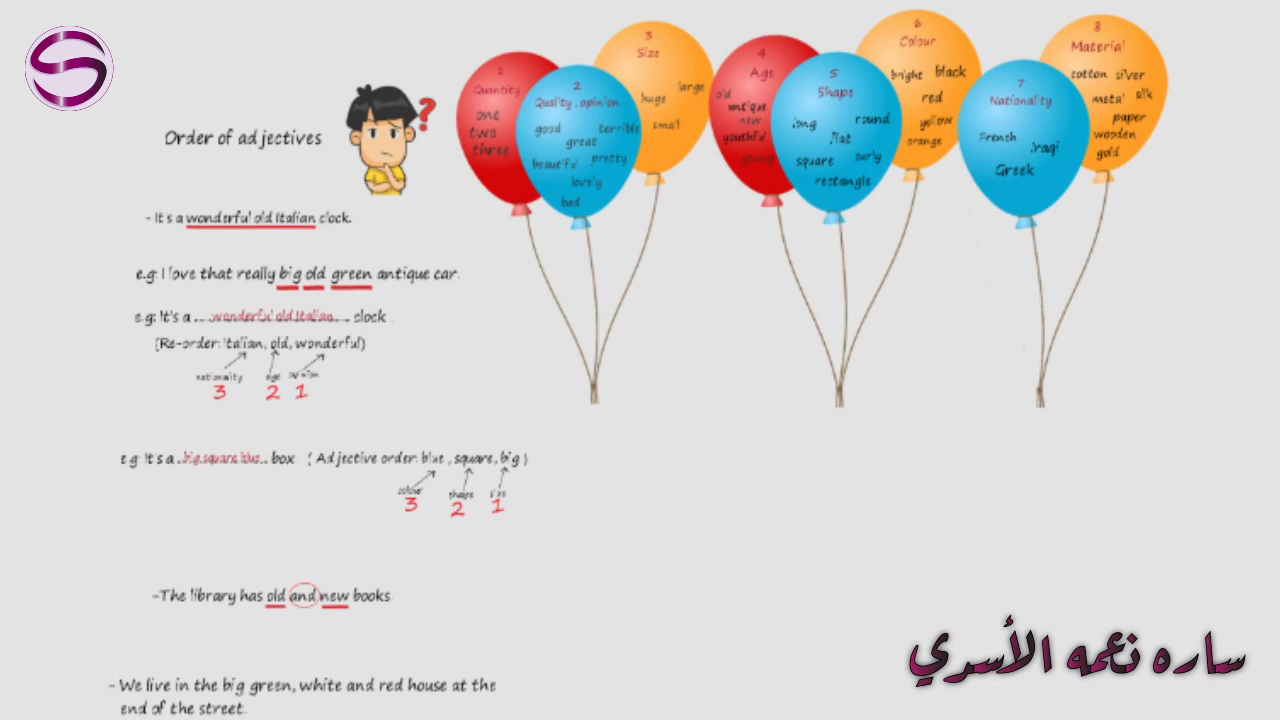 Order of adjectives
?
- It's a wonderful old Italian clock.
e.g: I love that really big old green antique car.
e.g: It's a ... wonderful old Italian ... clock
(Re-order: Italian, old, wonderful)
nationality age opinion
3 2 1
e.g: It's a .. big square blue .. box ( Adjective order: blue , square, big )
colour shape size
3 2 1
-The library has old and new books
- We live in the big green, white and red house at the
end of the street.
1
Quantity
one
two
three
2
Quality , opinion
good terrible
great
beautiful pretty
lovely
bad
3
Size
large
huge
small
4
Age
old
antique
new
youthful
young
5
Shape
long round
flat
square curly
rectangle
6
Colour
bright black
red
yellow
orange
7
Nationality
French
Iraqi
Greek
8
Material
cotton silver
metal silk
paper
wooden
gold
ساره نعمه الأسري